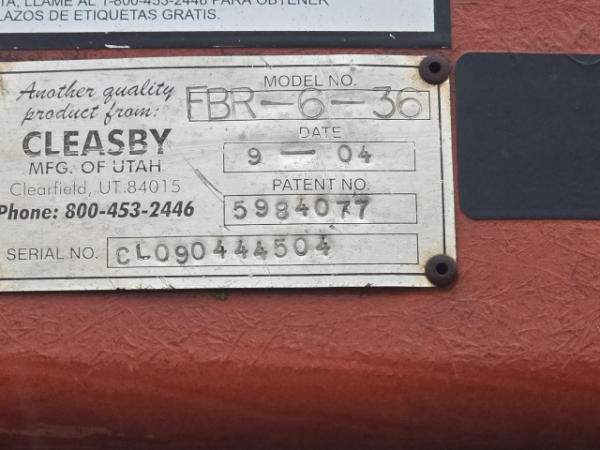 LLAME AL 1-800-453-2446 PARA OBTENER
LAZOS DE ETIQUETAS GRATIS.
Another quality
product from:
CLEASBY
MFG. OF UTAH
Clearfield, UT. 84015
Phone: 800-453-2446
MODEL NO.
FBR-6-36
DATE
9 — 04
PATENT NO.
5984077
SERIAL NO. CL090444504